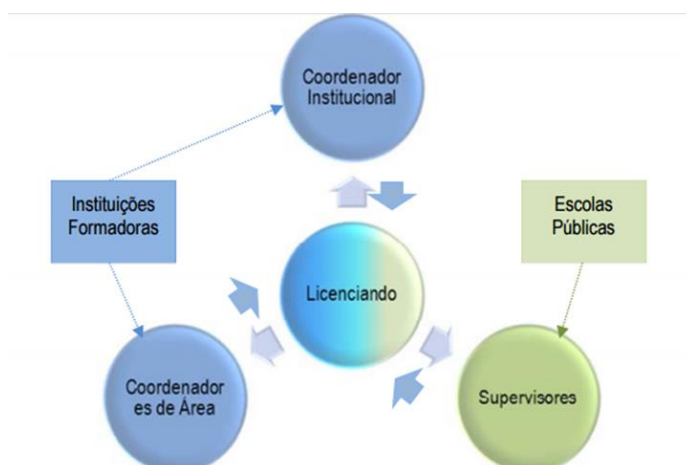 Coordenador
Institucional
Instituições
Formadoras
Escolas
Públicas
Licenciando
Coordenador
es de Área
Supervisores